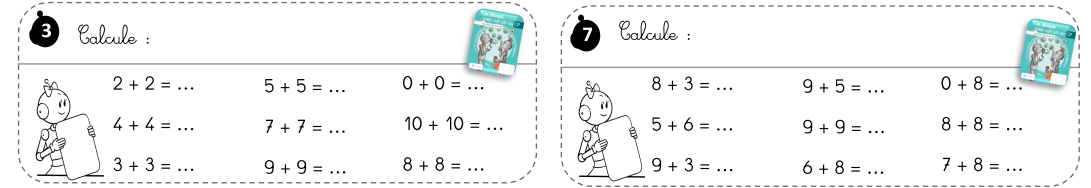 3 Calcule :
2 + 2 = ... 5 + 5 = ... 0 + 0 = ...
4 + 4 = ... 7 + 7 = ... 10 + 10 = ...
3 + 3 = ... 9 + 9 = ... 8 + 8 = ...
7 Calcule :
8 + 3 = ... 9 + 5 = ... 0 + 8 = ...
5 + 6 = ... 9 + 9 = ... 8 + 8 = ...
9 + 3 = ... 6 + 8 = ... 7 + 8 = ...